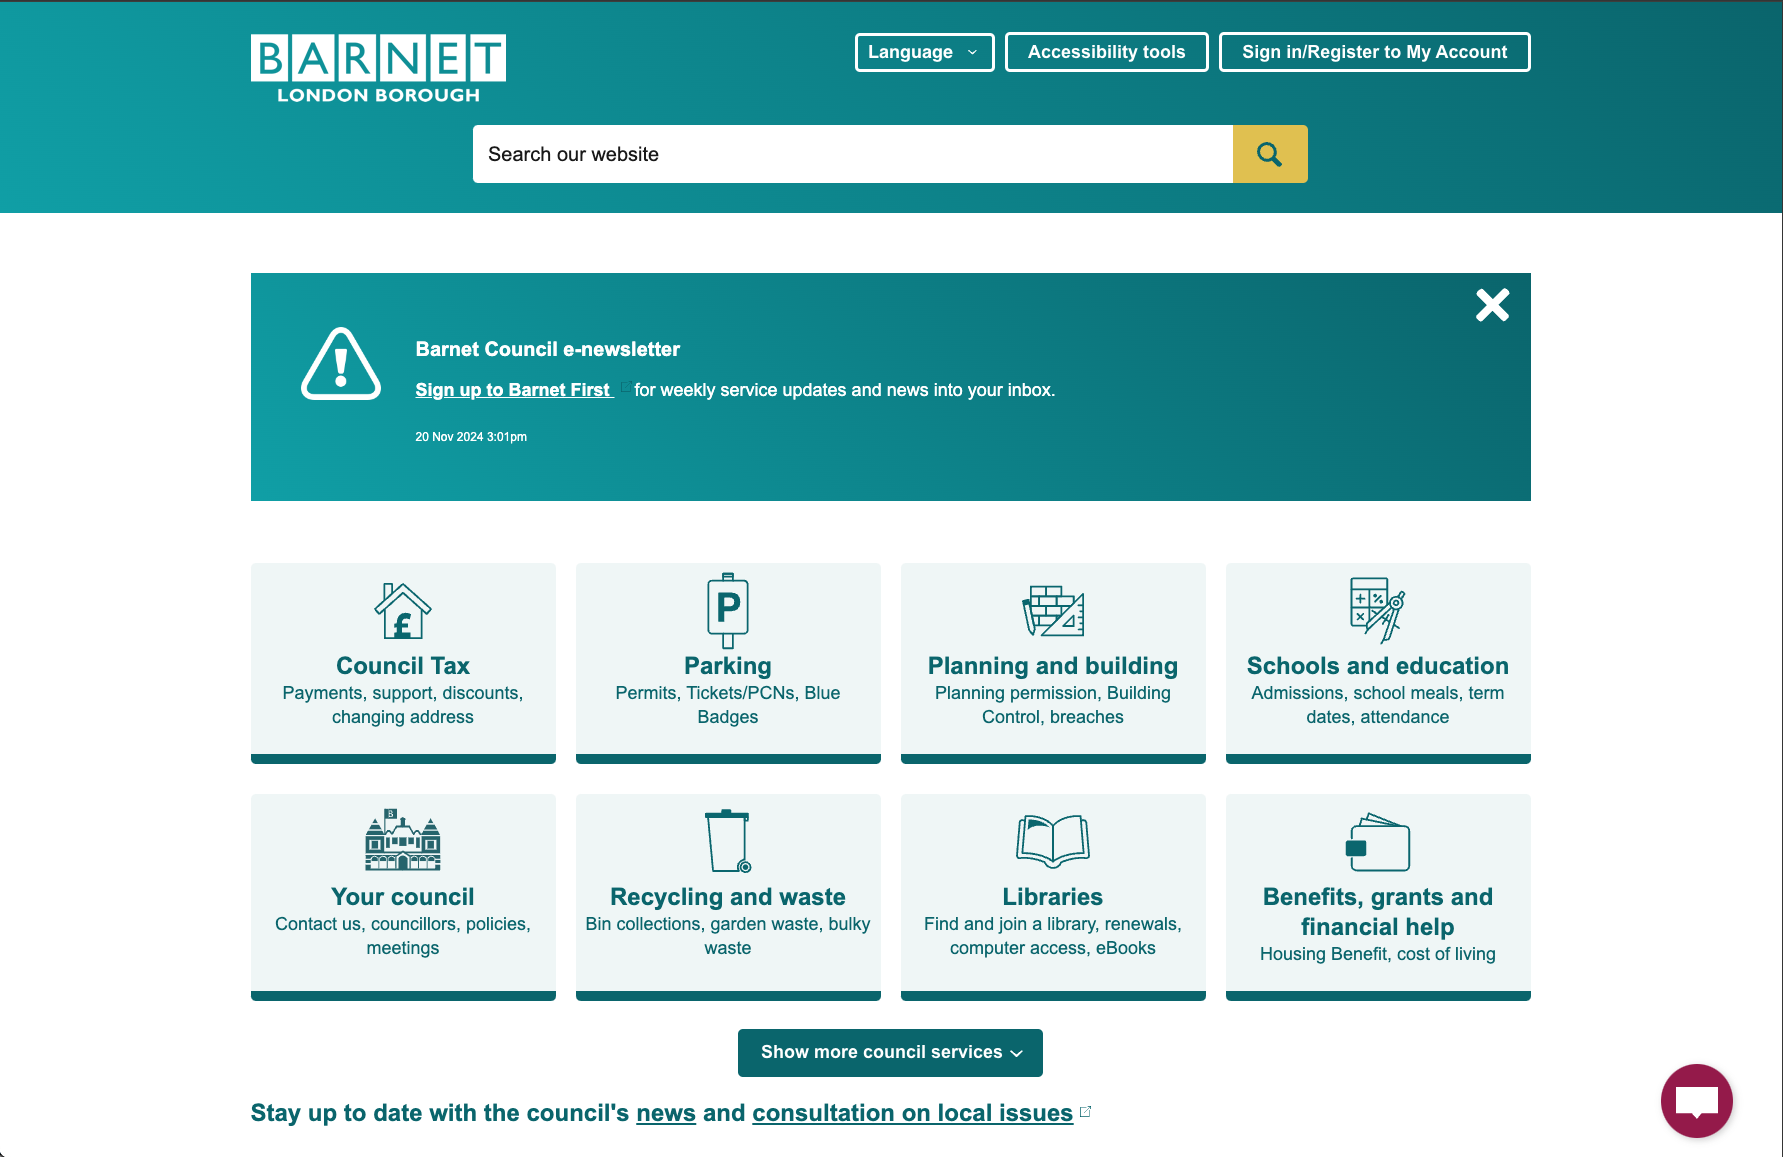 BARNET
LONDON BOROUGH
Language
Accessibility tools
Sign in/Register to My Account
Search our website
Barnet Council e-newsletter
Sign up to Barnet First for weekly service updates and news into your inbox.
20 Nov 2024 3:01pm
£
Council Tax
Payments, support, discounts,
changing address
P
Parking
Permits, Tickets/PCNs, Blue
Badges
Planning and building
Planning permission, Building
Control, breaches
Schools and education
Admissions, school meals, term
dates, attendance
B
Your council
Contact us, councillors, policies,
meetings
Recycling and waste
Bin collections, garden waste, bulky
waste
Libraries
Find and join a library, renewals,
computer access, eBooks
Benefits, grants and
financial help
Housing Benefit, cost of living
Show more council services
Stay up to date with the council's news and consultation on local issues